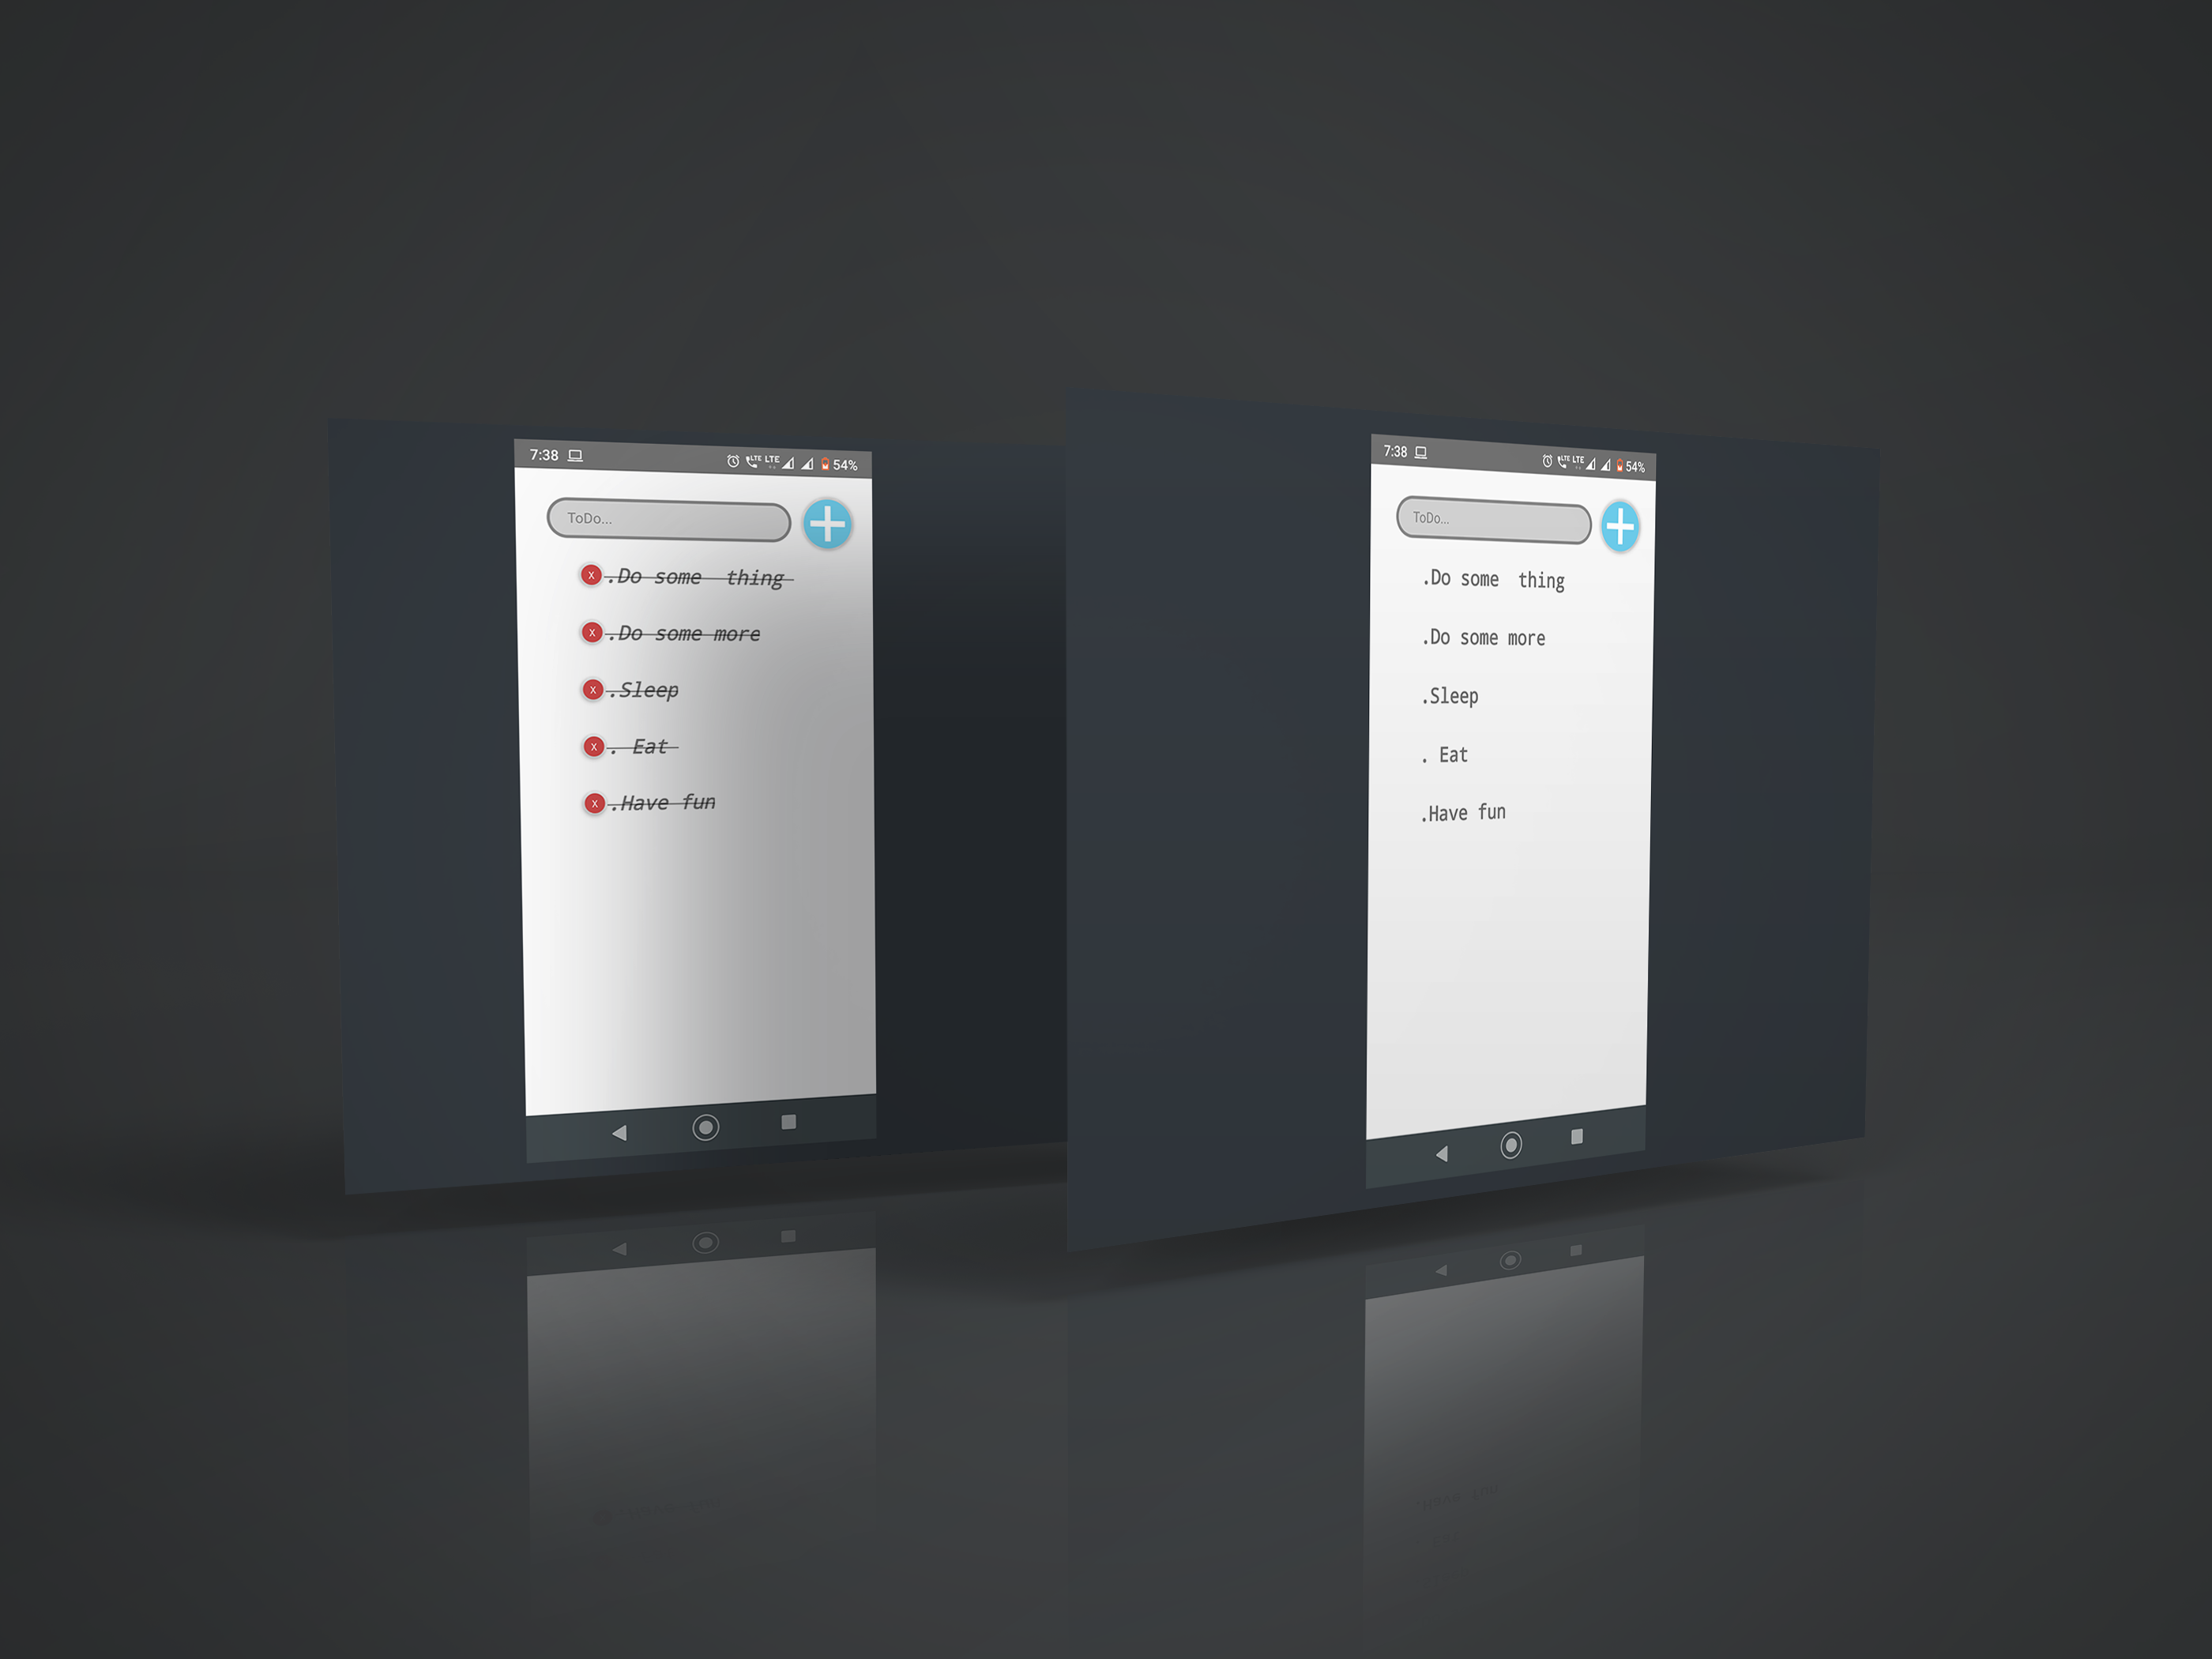 7:38 LTE LTE 54%
ToDo...
x .Do some  thing
x .Do some more
x .Sleep
x . Eat
x .Have fun
7:38 LTE LTE 54%
ToDo...
.Do some  thing
.Do some more
.Sleep
. Eat
.Have fun